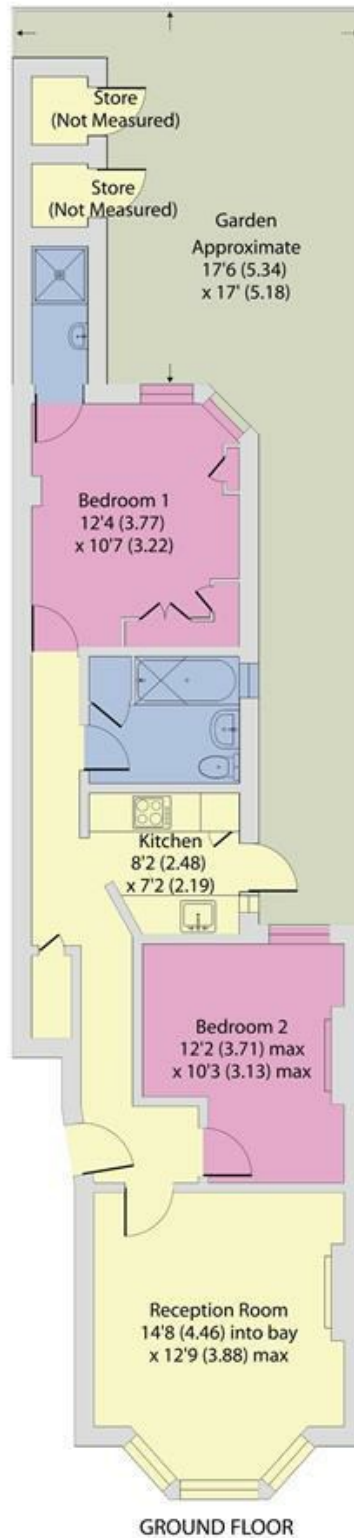 Store
(Not Measured)
Store
(Not Measured)
Garden
Approximate
17'6 (5.34)
x 17' (5.18)
Bedroom 1
12'4 (3.77)
x 10'7 (3.22)
Kitchen
8'2 (2.48)
x 7'2 (2.19)
Bedroom 2
12'2 (3.71) max
x 10'3 (3.13) max
Reception Room
14'8 (4.46) into bay
x 12'9 (3.88) max
GROUND FLOOR